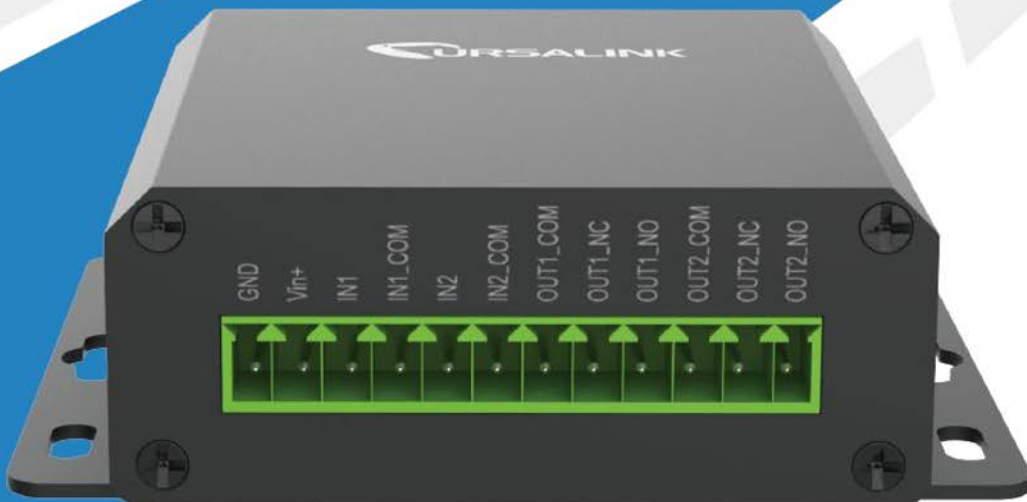 URSALINK
GND
Vin+
IN1
IN1_COM
IN2
IN2_COM
OUT1_COM
OUT1_NC
OUT1_NO
OUT2_COM
OUT2_NC
OUT2_NO